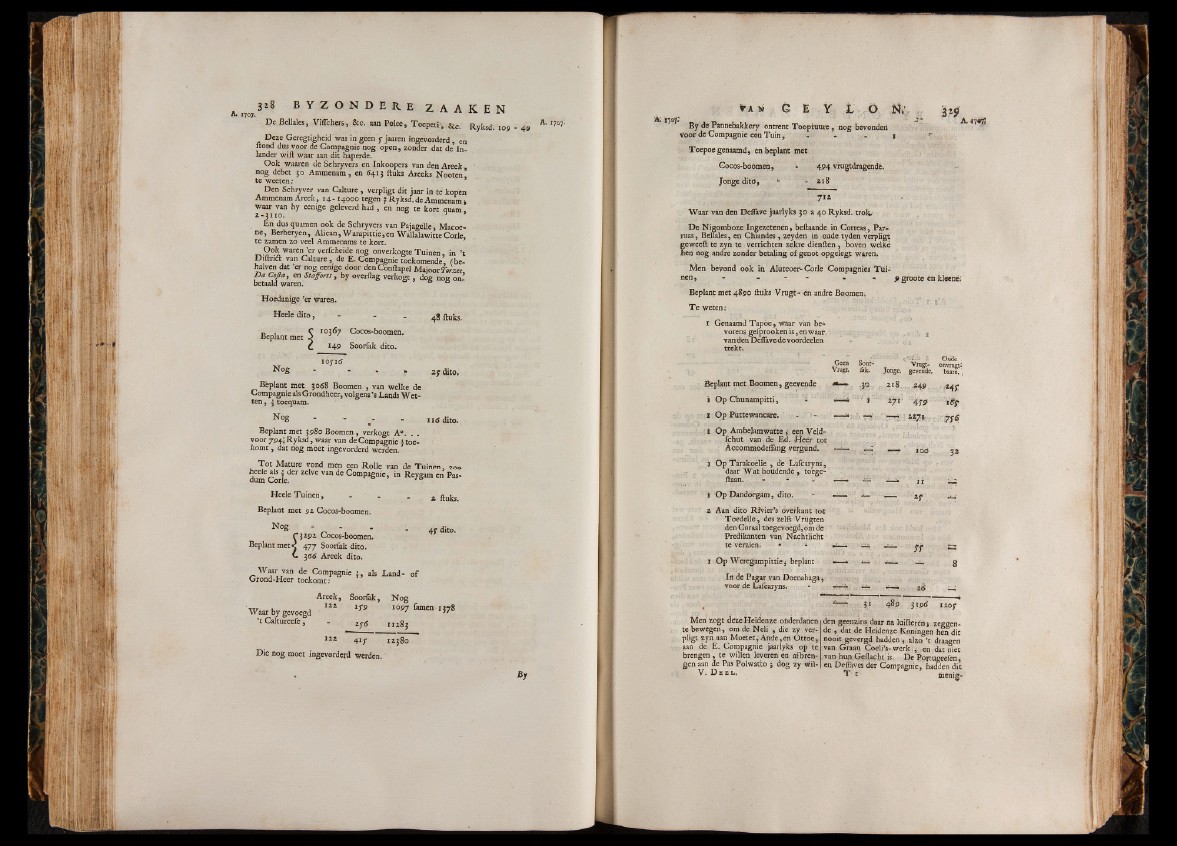 328 BYZONDERE ZAAKEN
A. 1707.
De Bellales, Visschers, &c. aan Polee, Toepeti, &c. Ryksd. 109 - 49
A. 1707.
Deze Geregtigheid was in geen 5 jaaren ingevorderd, en
stond dus voor de Compagnie nog open, zonder dat de In-
lander wist waar aan dit haperde.
Ook waaren de Schryvers en Inkoopers van den Areek,
nog debet 30 Ammenam, en 6413 stuks Areeks Nooten,
te weeten:
Den Schryver van Calture, verpligt dit jaar in te kopen
Ammenam Areek, 14-14000 tegen 5 Ryksd. de Ammenam;
waar van hy eenige geleverd had, en nog te kort quam,
2-3110.
En dus quamen ook de Schryvers van Pajagelle, Macoe-
ne, Berberyen, Alican, Warapittie, en Wallalawitte Corle,
te zamen zo veel Ammenams te kort.
Ook waren 'er verscheide nog onverkogte Tuinen, in 't
District van Calture, de E. Compagnie toekomende, (be-
halven dat 'er nog eenige door den Constapel Majoor Torzer,
Da Costa, en Stafforts, by overslag verkogt, dog nog on-
betaald waren.
Hoedanige 'er waren.
Heele dito, - - - 48 stuks.
Beplant met { 10367 Cocos-boomen.
149 Soorsak dito.
10516
Nog - - - - 25 dito.
Beplant met 3068 Boomen, van welke de
Compagnie als Grondheer, volgens 's Lands Wet-
ten, ½ toequam.
Nog - - - - 116 dito.
Beplant met 3980 Boomen, verkogt A°. . .
voor 794½ Ryksd, waar van de Compagnie ½ toe-
komt, dat nog moet ingevorderd werden.
Tot Mature vond men een Rolle van de Tuinen, zoo
heele als ½ der zelve van de Compagnie, in Reygam en Pas-
dum Corle.
Heele Tuinen, - - - 2 stuks.
Beplant met 92 Cocos-boomen.
Nog - - - - 45 dito.
Beplant met { 3292 Cocos-boomen.
477 Soorsak dito.
306 Areek dito.
Waar van de Compagnie ½, als Land- of
Grond-Heer toekomt:
Areek, Soorsak, Nog
Waar by gevoegd 122 159 1097 samen 1378
't Castureese, - 256 11283
122 415 12380
Die nog moet ingevorderd werden.
By
VAN CEYLON. 329
A. 1707.
A. 1707.
By de Pannebakkery omtrent Tooptuure, nog bevonden
voor de Compagnie een Tuin, - - - 1
Toepoe genaamd, en beplant met
Cocos-boomen, - 494 vrugtdragende.
Jonge dito, - - 218
712
Waar van den Dessave jaarlyks 30 a 40 Ryksd. trok.
De Nigombose Ingezetenen, bestaande in Correas, Par-
ruas, Bellales, en Chiandes, zeyden in oude tyden verpligt
geweest te zyn te verrichten zekre diensten, boven welke
hen nog andre zonder betaling of genot opgelegt waren.
Men bevond ook in Alutcoer-Corle Compagnies Tui-
nen, - - - - - - 9 groote en kleene.
Beplant met 4890 stuks Vrugt- en andre Boomen.
Te weten:
1 Genaamd Tapoe, waar van be-
vorens gesprooken is, en waar
van den Dessave de voordeelen
trekt.
Geen Vrugt. Sont-sik. Jonge. Vrugt-gevende. Oude onvrugt-baare.
Beplant met Boomen, geevende — 30 218 249 245
1 Op Chunampitti, - — 1 271 459 165
1 Op Puttewancare. - - — — — 2271 756
1 Op Ambelamwatte, een Veld-
schut van de Ed. Heer tot
Accommodessang vergund. — — — 100 32
1 Op Tarakoelie, de Lascaryns,
daar Wat houdende, toege-
staan. - - - — — — 11 —
1 Op Dandoegam, dito. - — — — 25 —
2 Aan dito Rivier's overkant tot
Toedelle, des zelfs Vrugten
den Coraal toegevoegd, om de
Predikanten van Nachtlicht
te versien. - - — — — 55 —
1 Op Weregampittie, beplant — — — — 8
In de Pagar van Doenahaga,
voor de Lascaryns. - — — — 26 —
— 31 489 3196 1205
Men zegt deze Heidenze onderdanen
te bewegen, om de Neli, die zy ver-
pligt zyn aan Moetet, Ande, en Ottoe,
aan de E. Compagnie jaarlyks op te
brengen, te willen leveren en afbren-
gen aan de Pas Polwatto; dog zy wil-
V. DEEL.
den geenzins daar na luisteren; zeggen-
de, dat de Heidenze Koningen hen dit
nooit gevergd hadden, alzo 't draagen
van Graan Coeli's-werk, en dat niet
van hun Geslacht is. De Portugeesen,
en Dessaves der Compagnie, hadden dit
T t
menig-